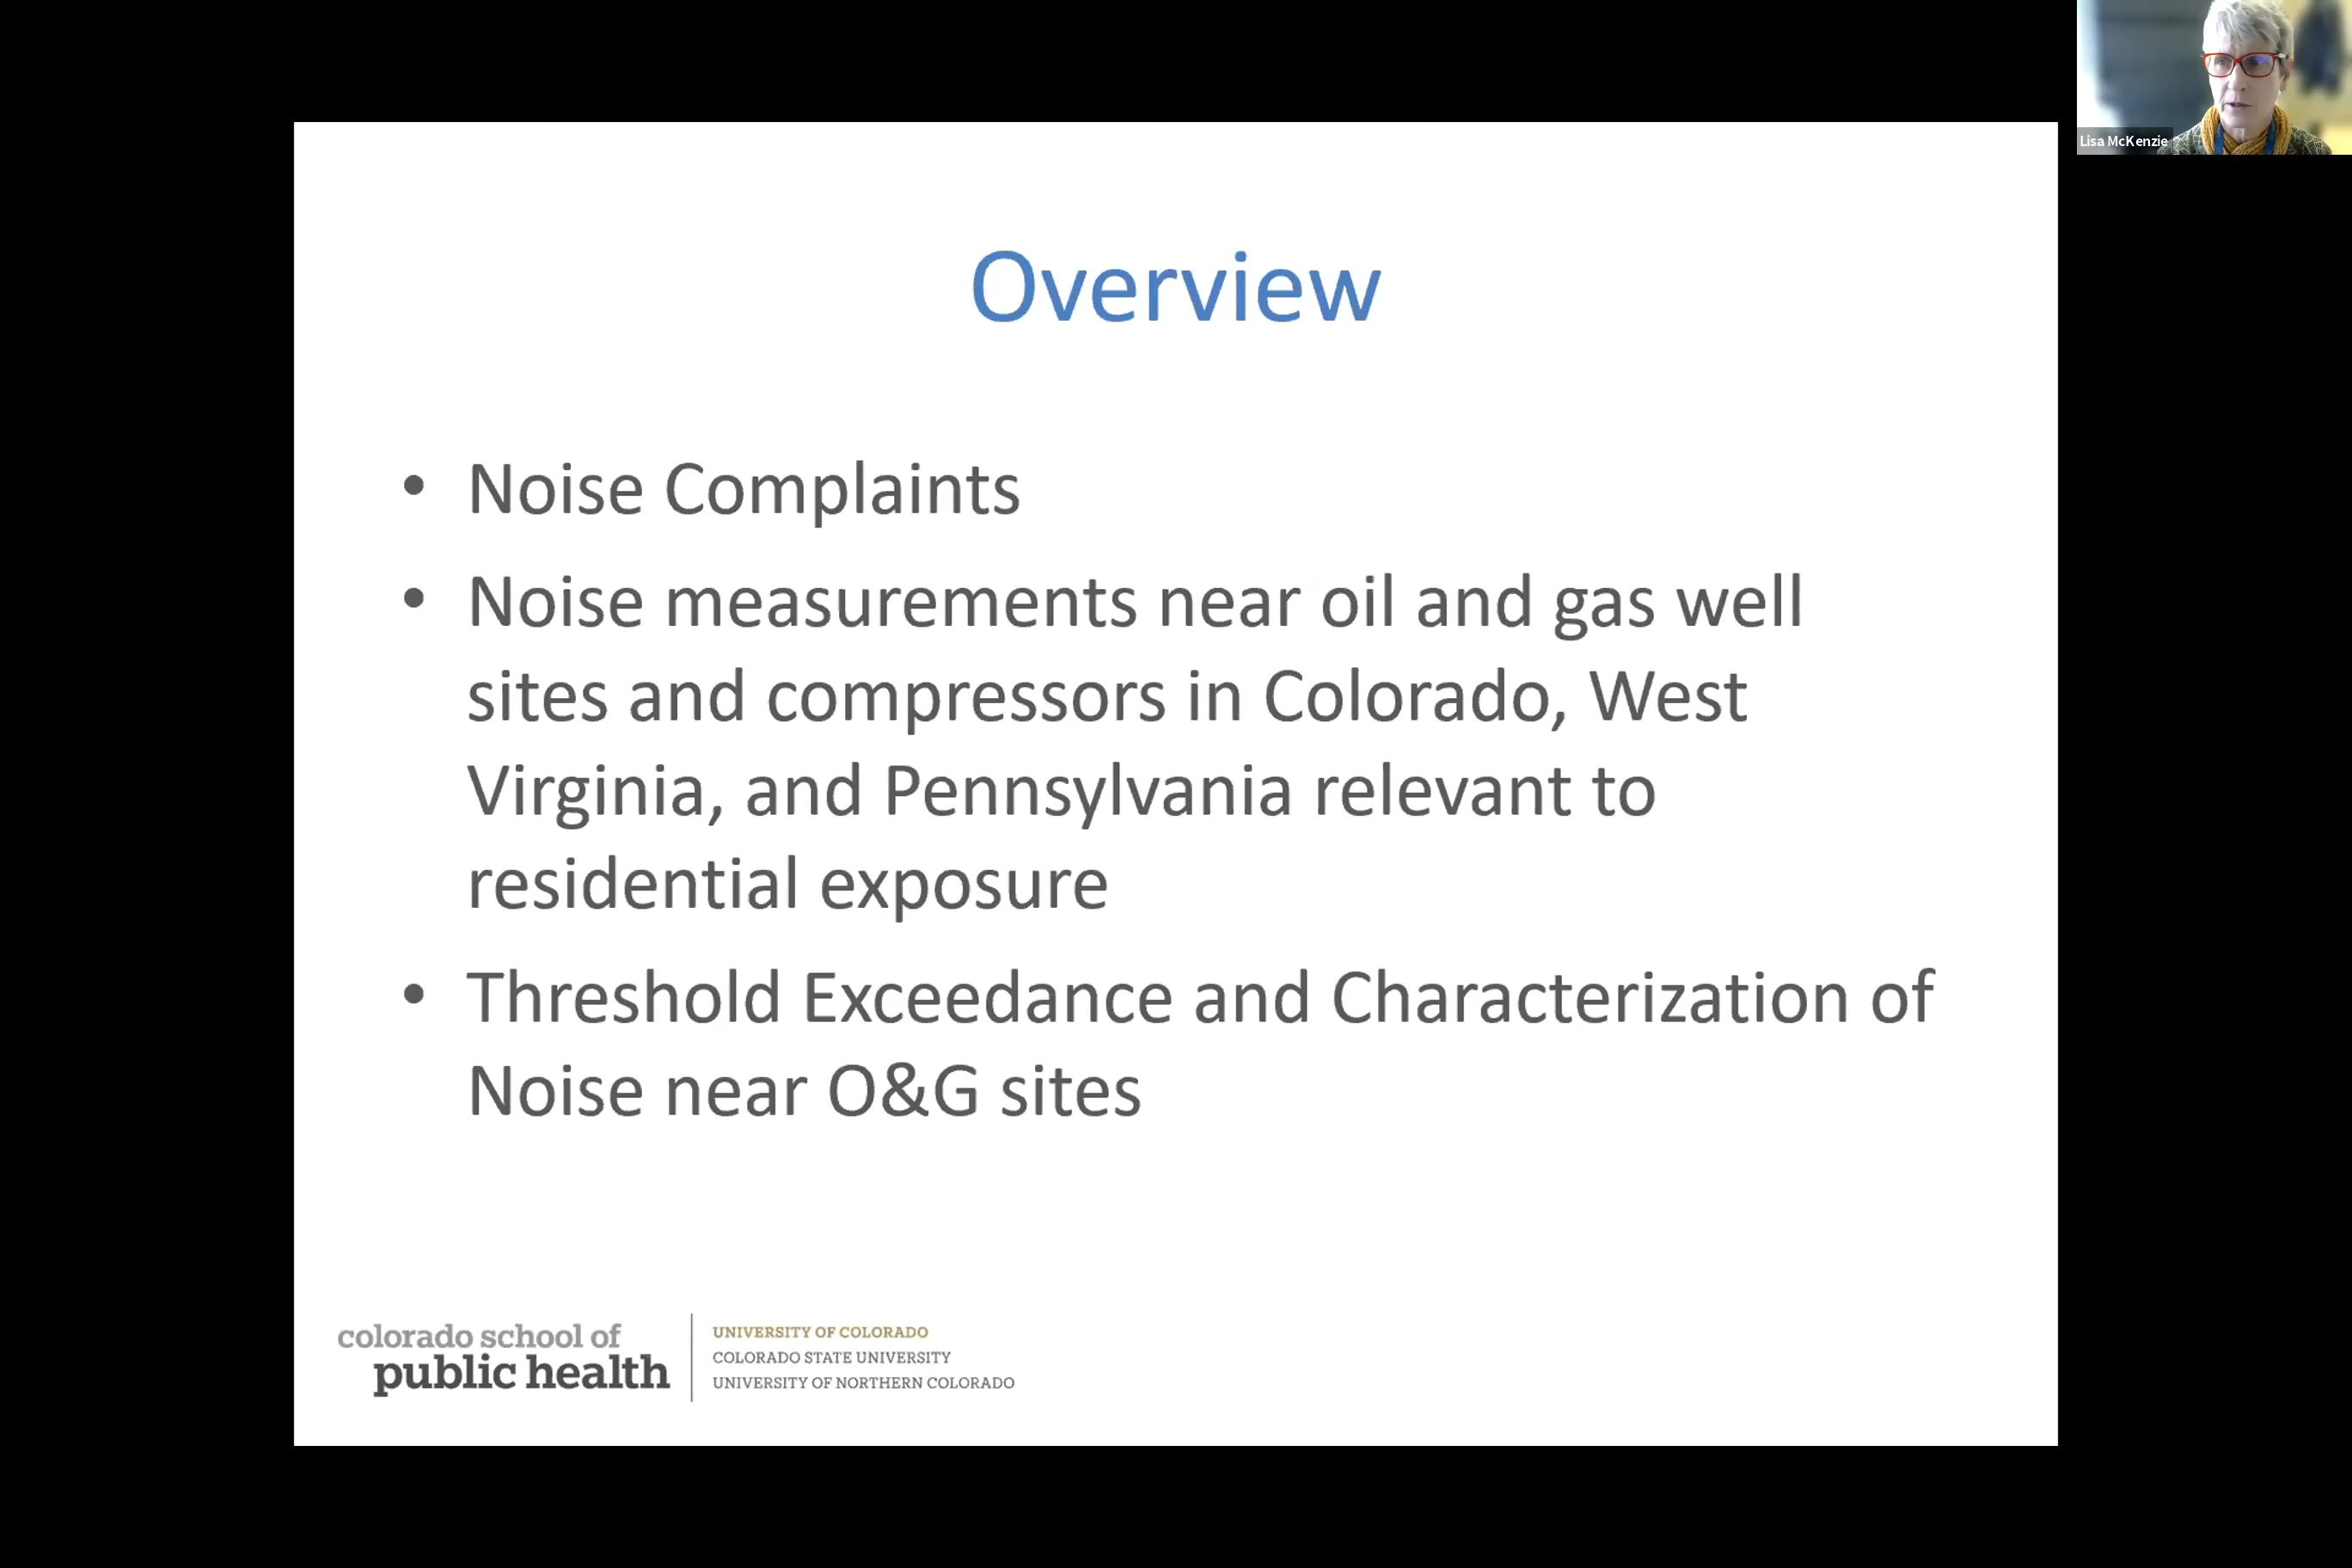 Lisa McKenzie
Overview
• Noise Complaints
• Noise measurements near oil and gas well
sites and compressors in Colorado, West
Virginia, and Pennsylvania relevant to
residential exposure
• Threshold Exceedance and Characterization of
Noise near O&G sites
colorado school of
public health
UNIVERSITY OF COLORADO
COLORADO STATE UNIVERSITY
UNIVERSITY OF NORTHERN COLORADO